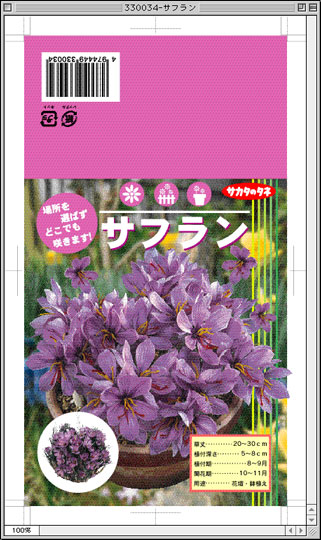 330034-サフラン
4 974449 330034
サカタのタネ
場所を
選ばず
どこでも
咲きます!
サフラン
草丈…………20〜30cm
植付深さ………5〜8cm
植付期…………8〜9月
開花期………10〜11月
用途………花壇・鉢植え
100%